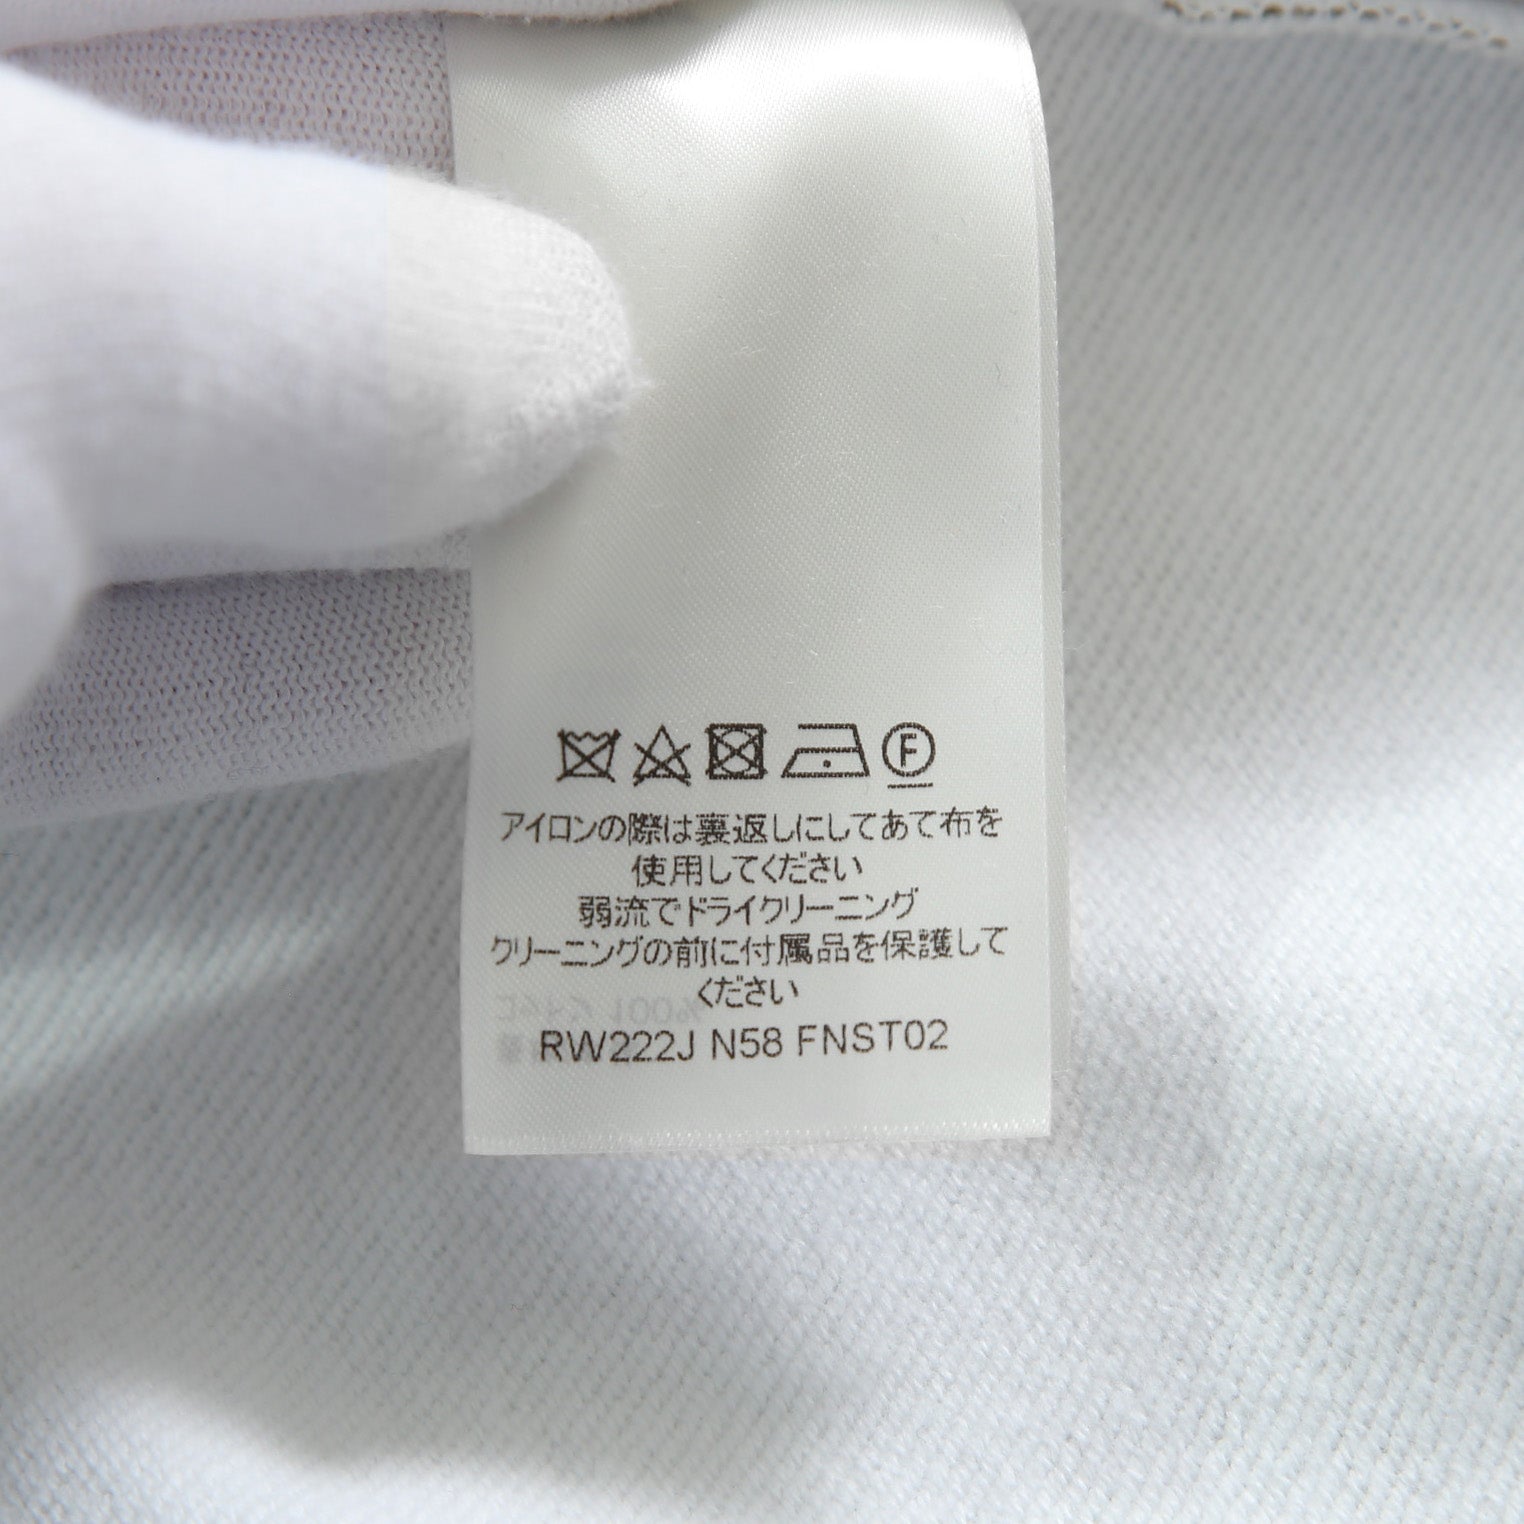 F
アイロンの際は裏返しにしてあて布を
使用してください
弱流でドライクリーニング
クリーニングの前に付属品を保護して
ください
RW222J N58 FNST02